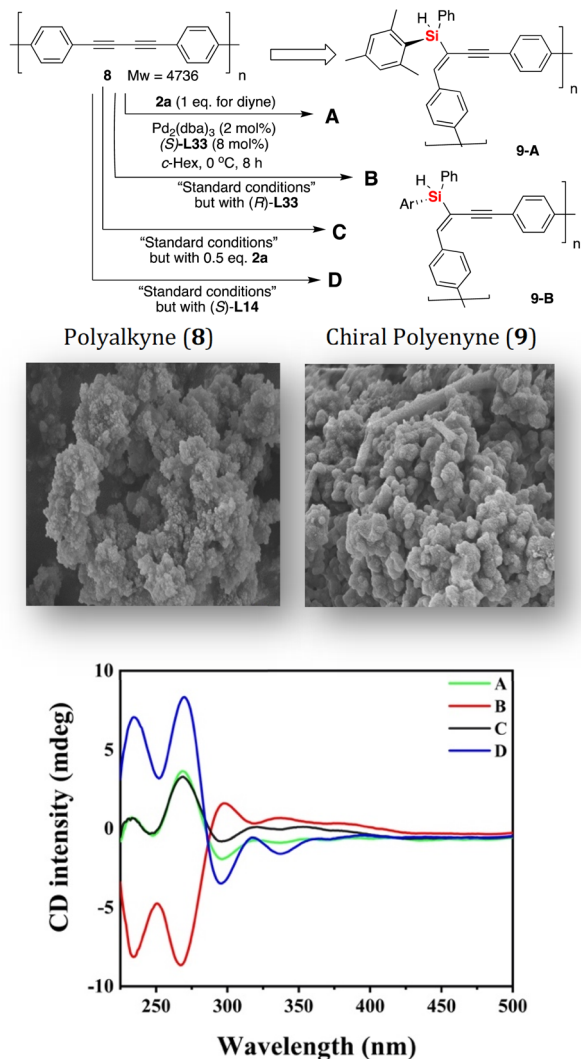 n
8 Mw = 4736
2a (1 eq. for diyne)
A
Pd2(dba)3 (2 mol%)
(S)-L33 (8 mol%)
c-Hex, 0 °C, 8 h
"Standard conditions"
but with (R)-L33
B
"Standard conditions"
but with 0.5 eq. 2a
C
"Standard conditions"
but with (S)-L14
D
H Ph
Si
n
9-A
H Ph
Si
Ar
n
9-B
Polyalkyne (8) Chiral Polyenyne (9)
CD intensity (mdeg)
10
5
0
-5
-10
A
B
C
D
250 300 350 400 450 500
Wavelength (nm)